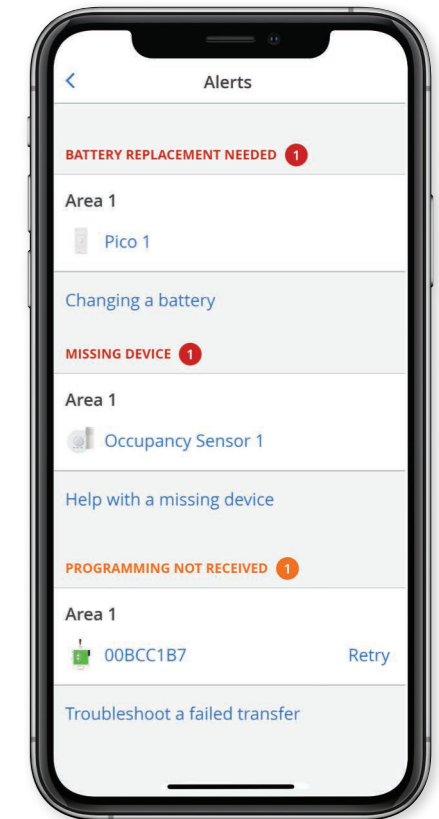 Alerts
BATTERY REPLACEMENT NEEDED 1
Area 1
Pico 1
Changing a battery
MISSING DEVICE 1
Area 1
Occupancy Sensor 1
Help with a missing device
PROGRAMMING NOT RECEIVED 1
Area 1
00BCC1B7 Retry
Troubleshoot a failed transfer